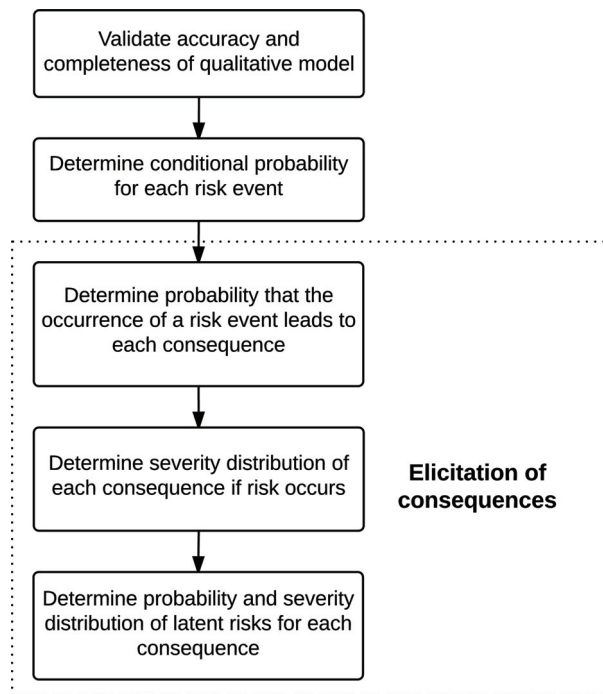 Validate accuracy and
completeness of qualitative model
Determine conditional probability
for each risk event
Determine probability that the
occurrence of a risk event leads to
each consequence
Determine severity distribution of
each consequence if risk occurs
Elicitation of
consequences
Determine probability and severity
distribution of latent risks for each
consequence